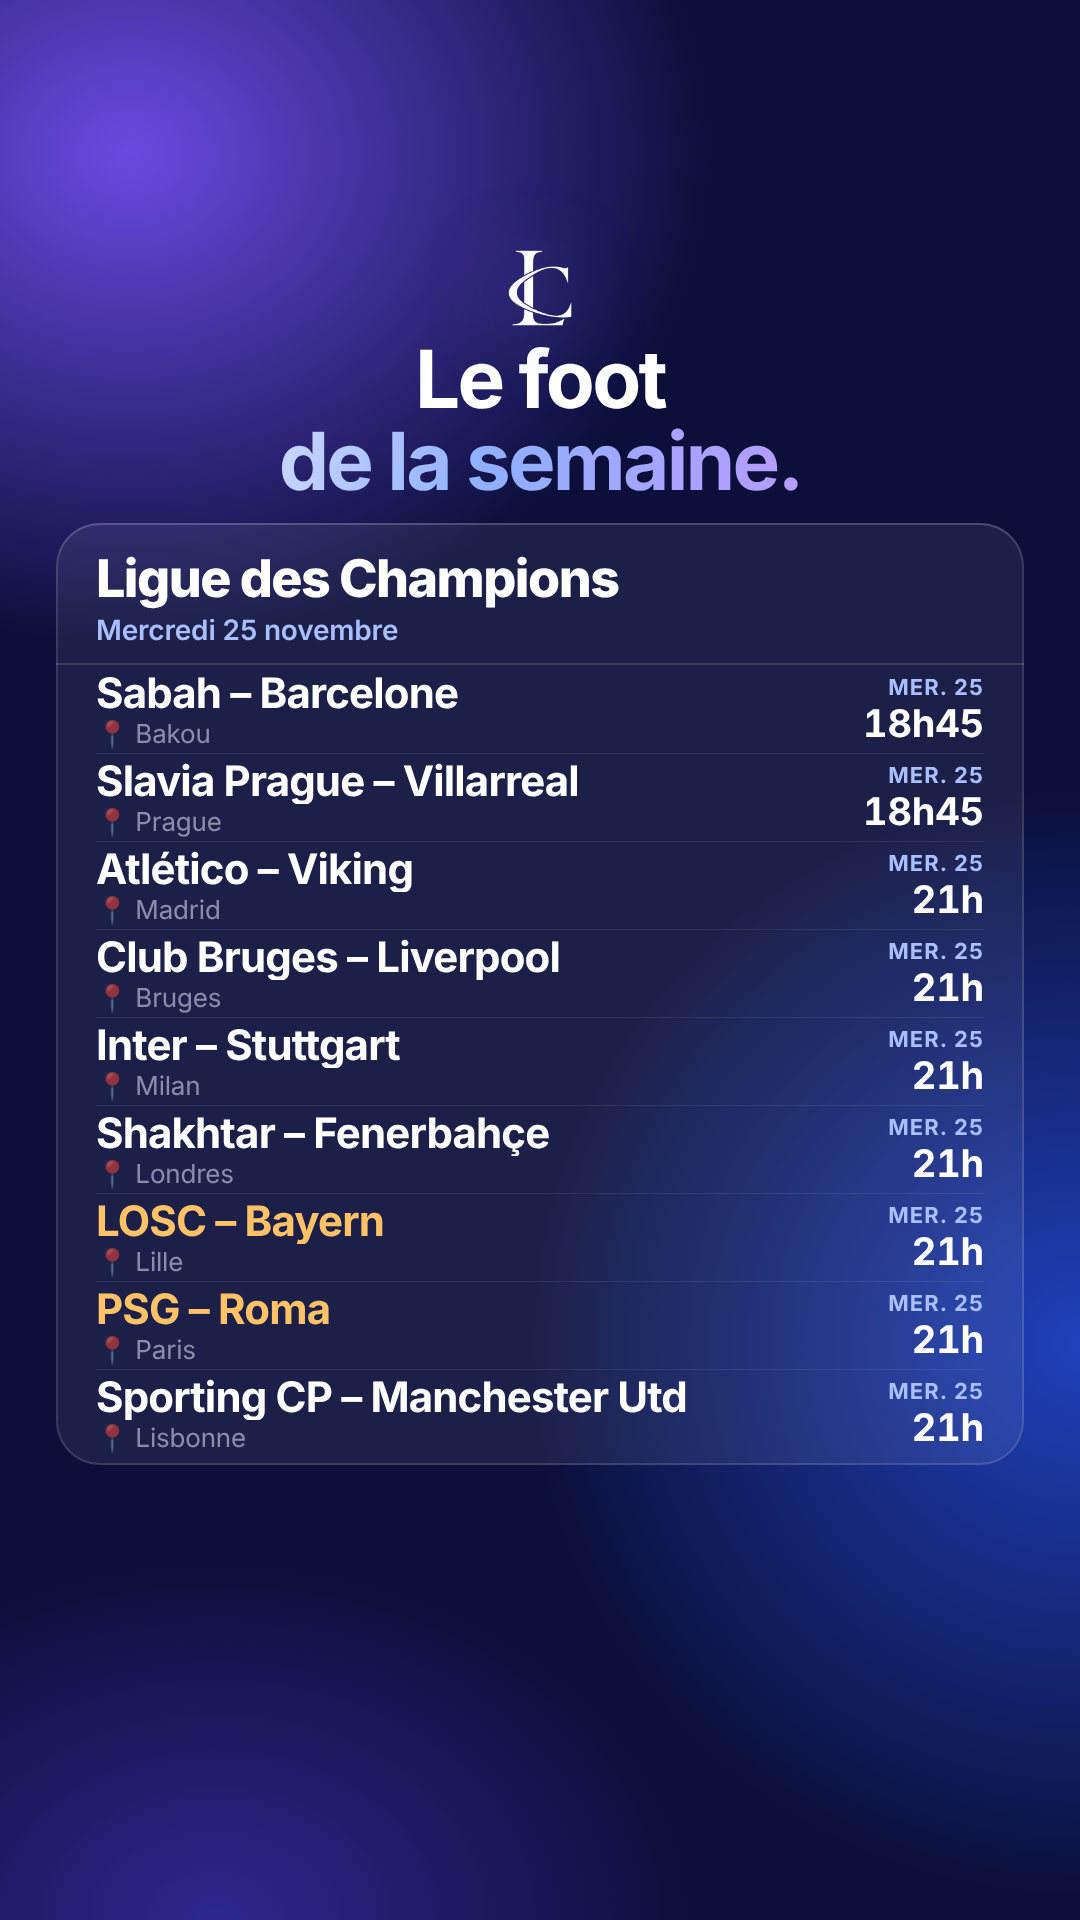 LC
Le foot
de la semaine.
Ligue des Champions
Mercredi 25 novembre
Sabah – Barcelone
MER. 25
📍 Bakou
18h45
Slavia Prague – Villarreal
MER. 25
📍 Prague
18h45
Atlético – Viking
MER. 25
📍 Madrid
21h
Club Bruges – Liverpool
MER. 25
📍 Bruges
21h
Inter – Stuttgart
MER. 25
📍 Milan
21h
Shakhtar – Fenerbahçe
MER. 25
📍 Londres
21h
LOSC – Bayern
MER. 25
📍 Lille
21h
PSG – Roma
MER. 25
📍 Paris
21h
Sporting CP – Manchester Utd
MER. 25
📍 Lisbonne
21h